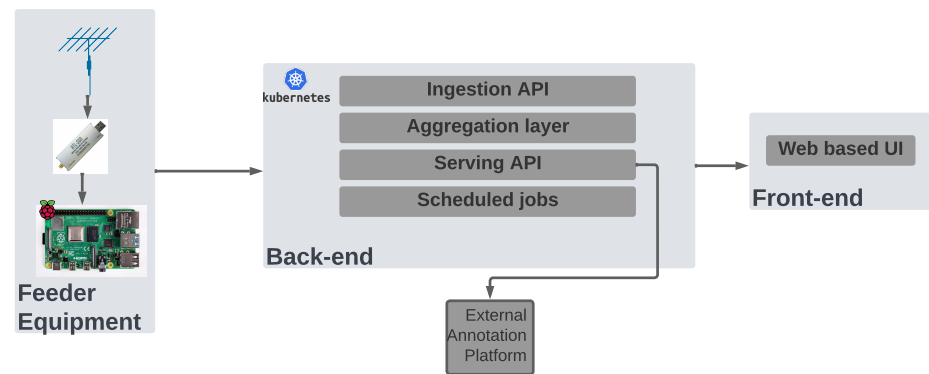 Feeder
Equipment
kubernetes
Ingestion API
Aggregation layer
Serving API
Scheduled jobs
Back-end
External
Annotation
Platform
Web based UI
Front-end